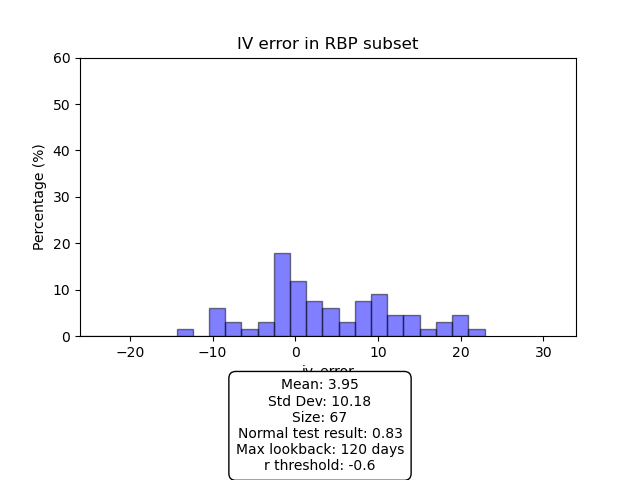 IV error in RBP subset
60
50
40
30
20
10
0
Percentage (%)
−20
−10
0
10
20
30
iv_error
Mean: 3.95
Std Dev: 10.18
Size: 67
Normal test result: 0.83
Max lookback: 120 days
r threshold: -0.6